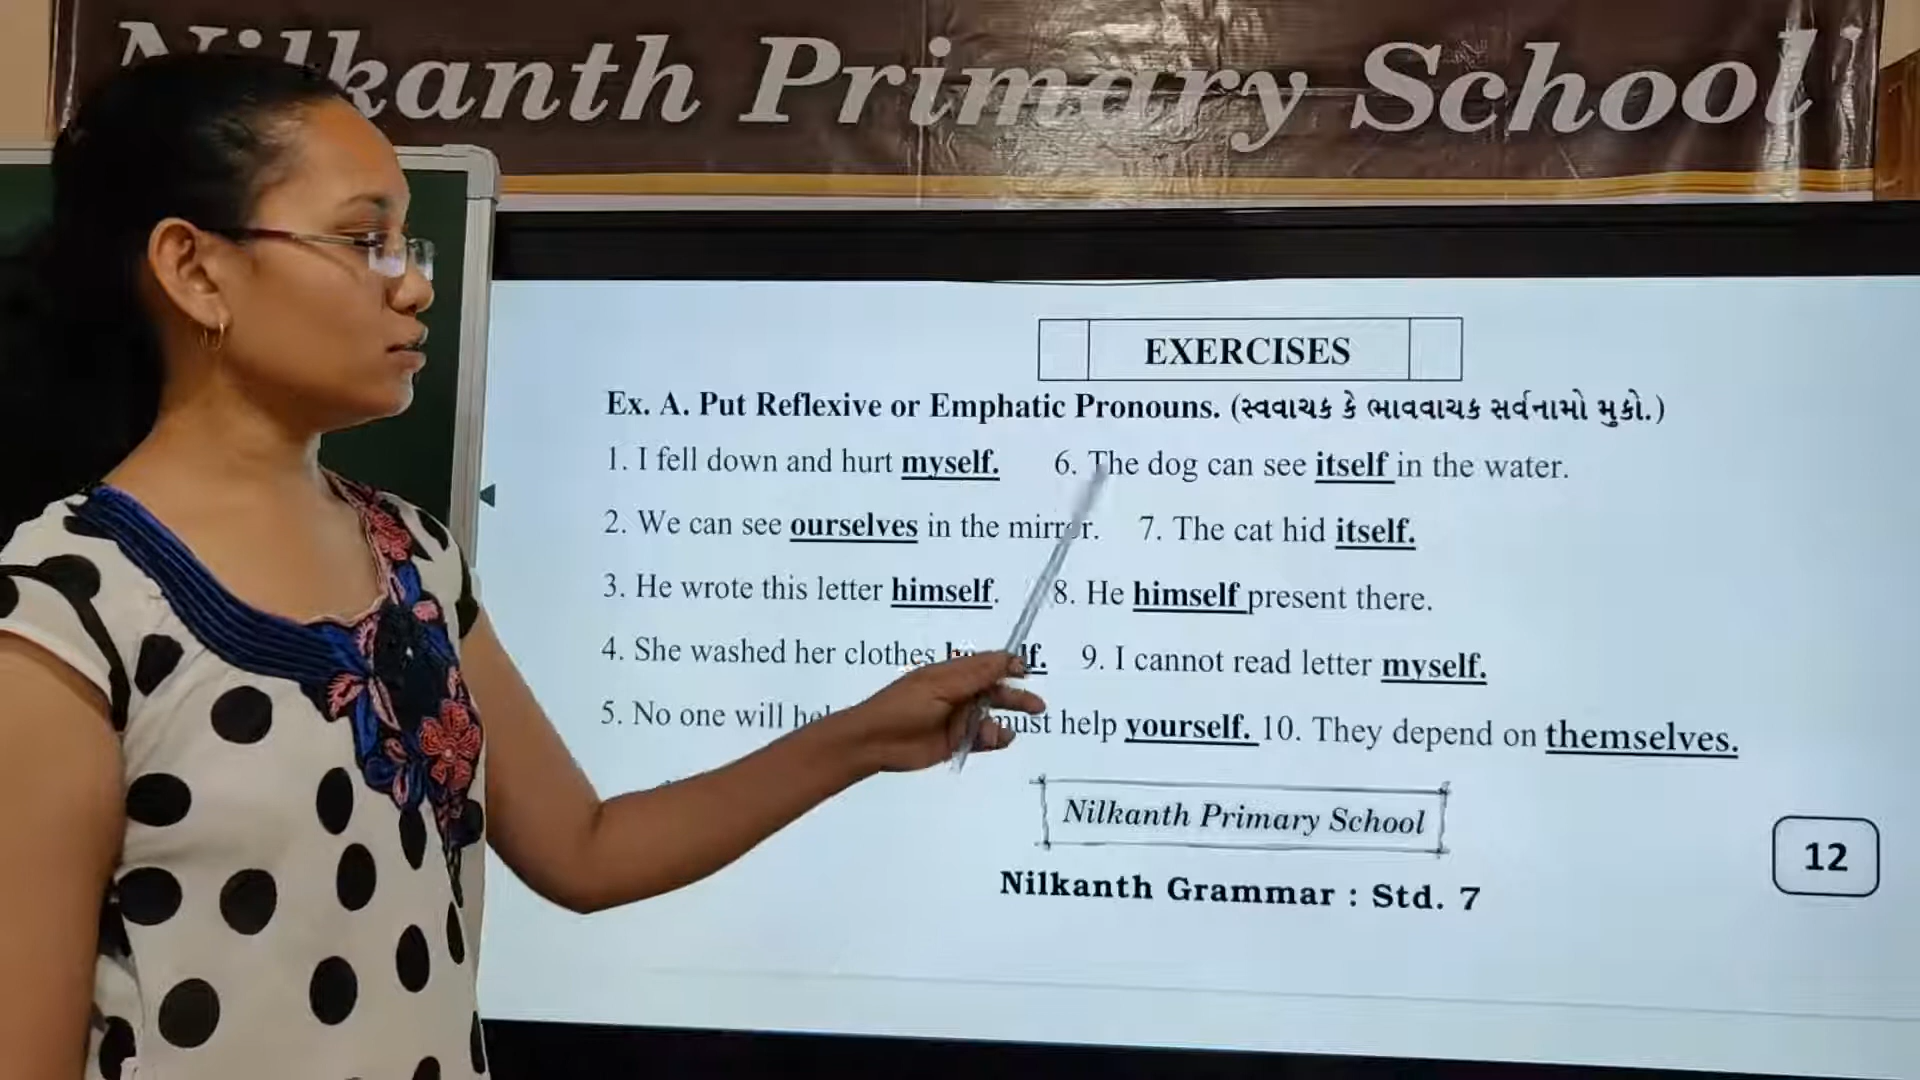 Nilkanth Primary School
EXERCISES
Ex. A. Put Reflexive or Emphatic Pronouns. (સ્વવાચક કે ભાવવાચક સર્વનામો મુકો.)
1. I fell down and hurt myself. 6. The dog can see itself in the water.
2. We can see ourselves in the mirror. 7. The cat hid itself.
3. He wrote this letter himself. 8. He himself present there.
4. She washed her clothes 9. I cannot read letter myself.
5. No one will must help yourself. 10. They depend on themselves.
Nilkanth Primary School
12
Nilkanth Grammar : Std. 7